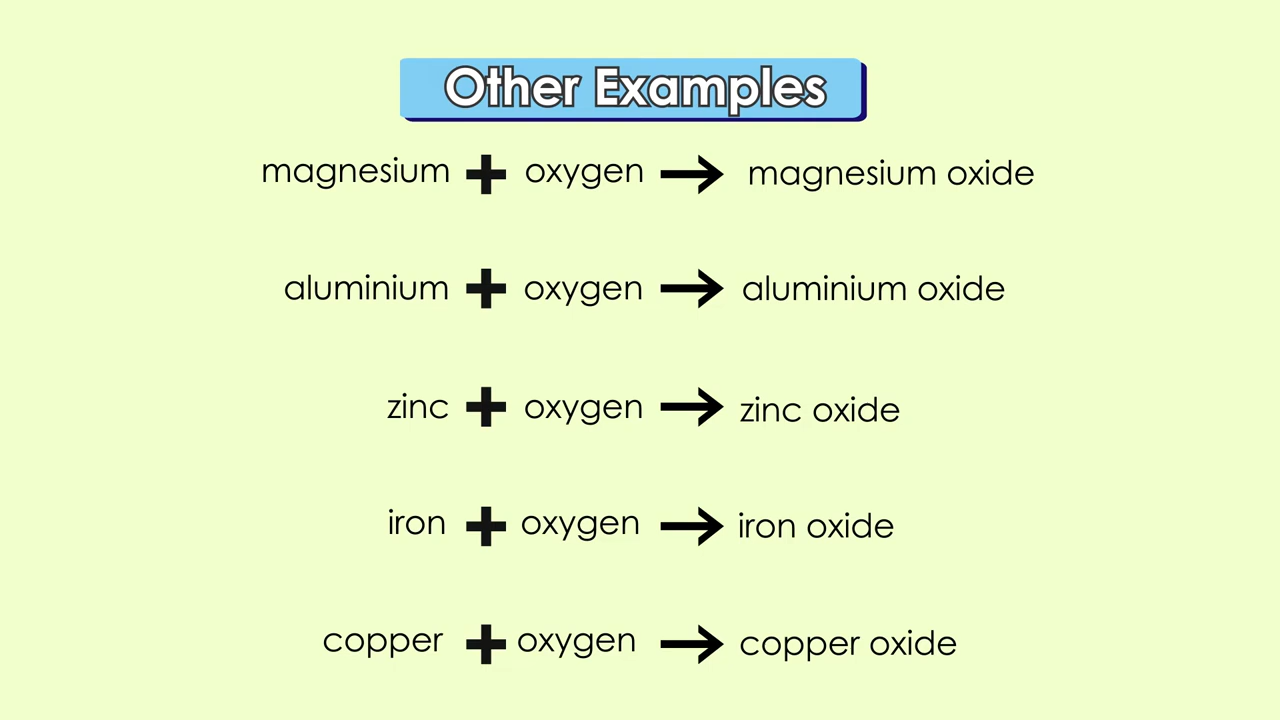 Other Examples
magnesium + oxygen → magnesium oxide
aluminium + oxygen → aluminium oxide
zinc + oxygen → zinc oxide
iron + oxygen → iron oxide
copper + oxygen → copper oxide